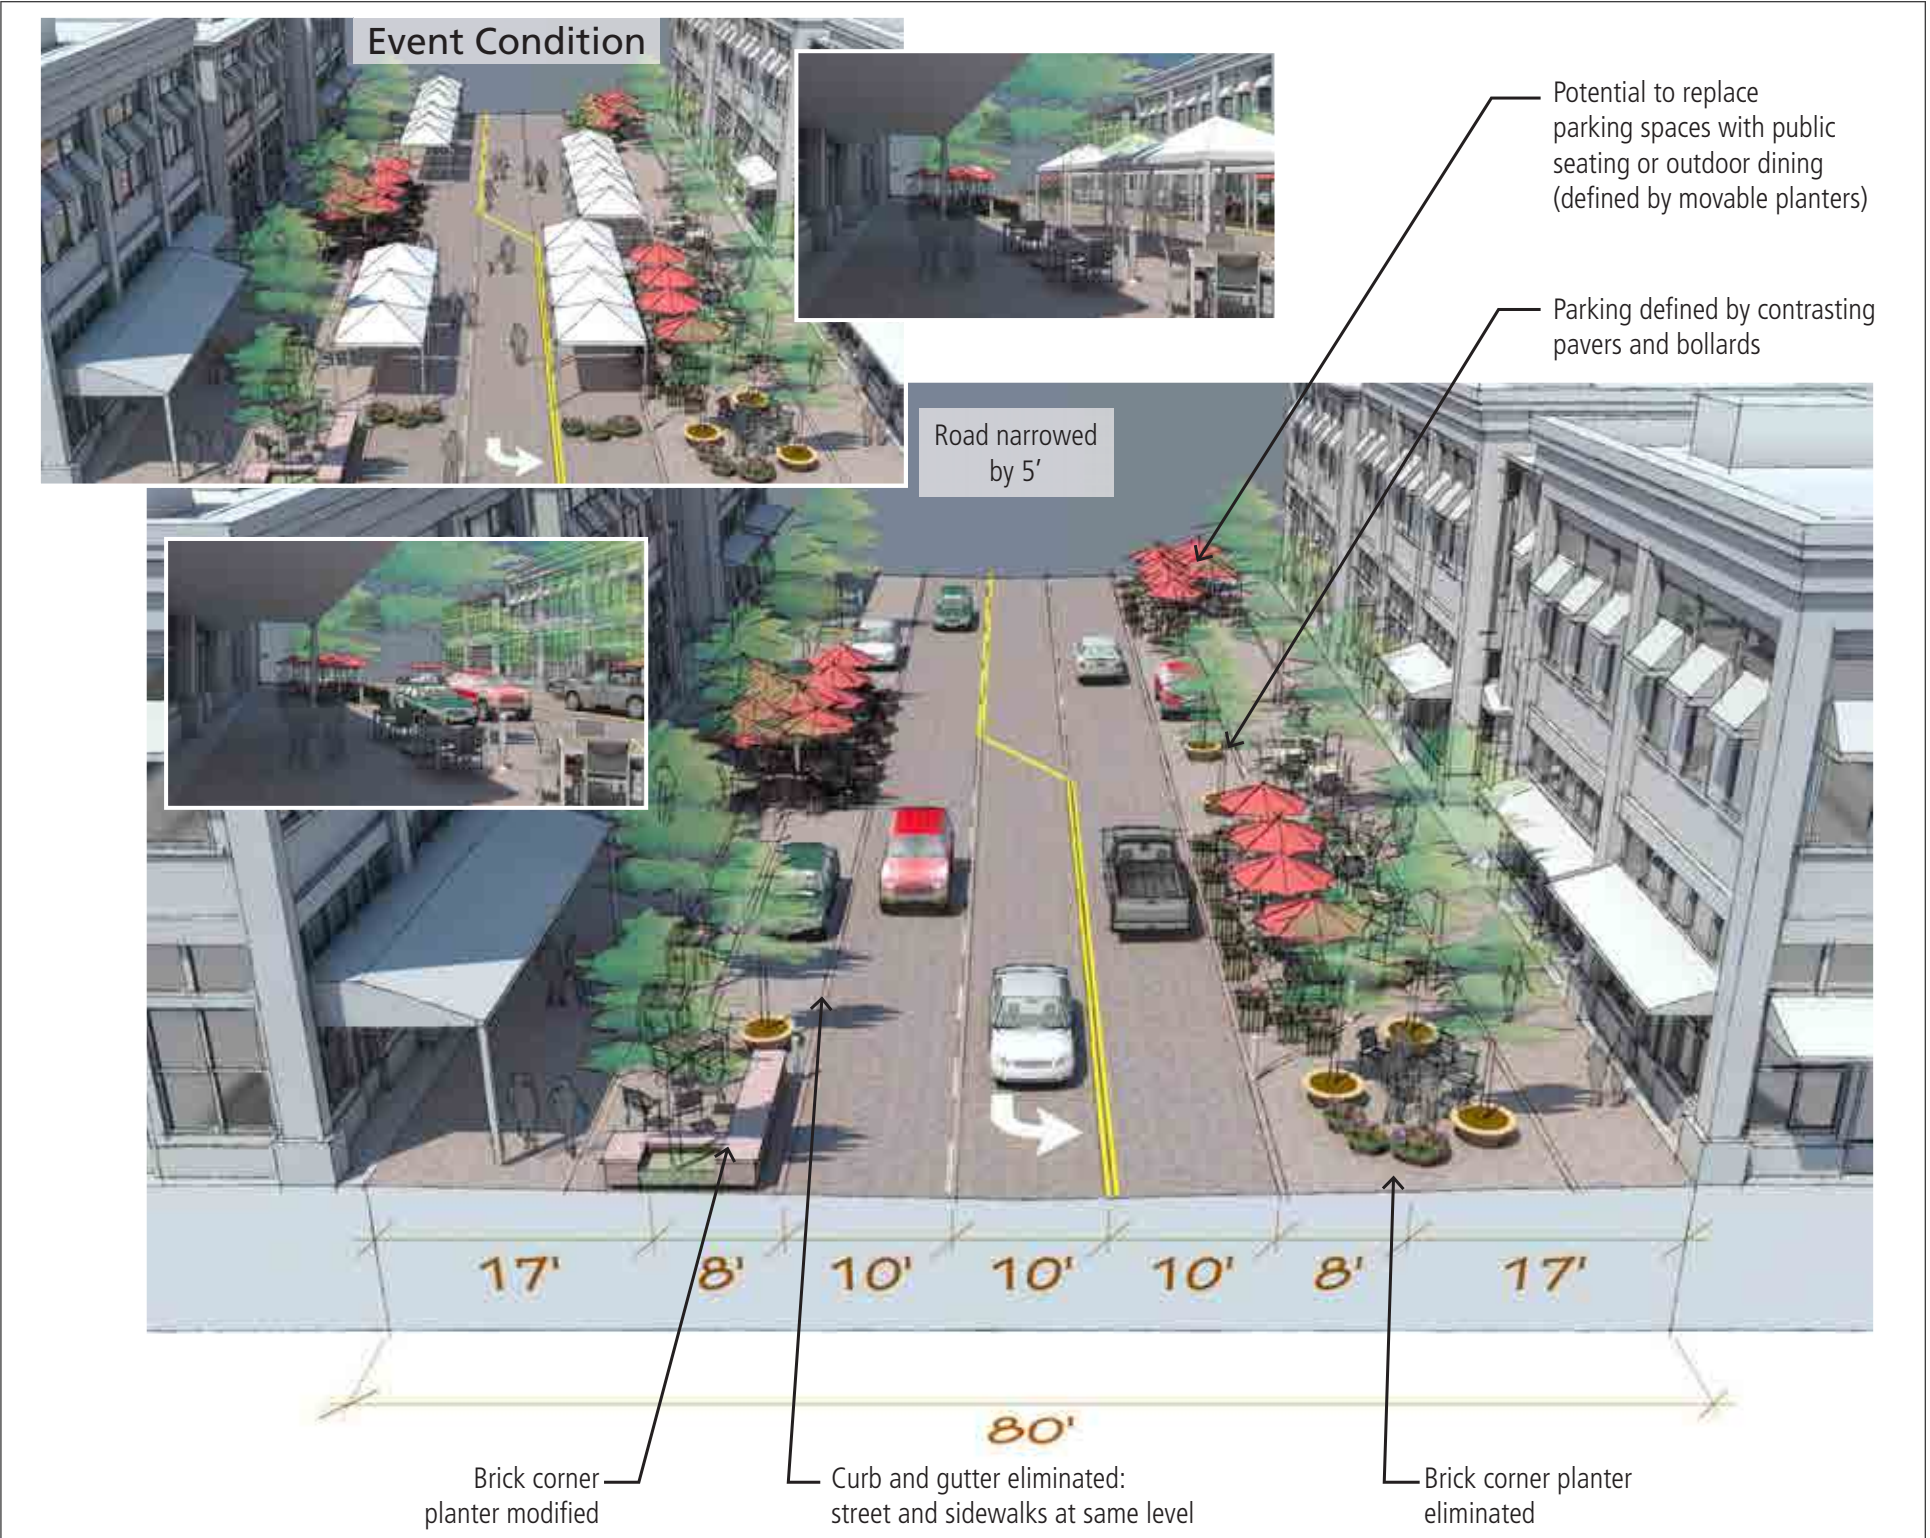 Event Condition
Potential to replace
parking spaces with public
seating or outdoor dining
(defined by movable planters)
Parking defined by contrasting
pavers and bollards
Road narrowed
by 5′
17' 8' 10' 10' 10' 8' 17'
80'
Brick corner
planter modified
Curb and gutter eliminated:
street and sidewalks at same level
Brick corner planter
eliminated